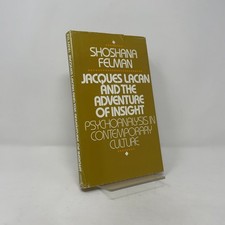 SHOSHANA
FELMAN
JACQUES LACAN
AND THE
ADVENTURE
OF INSIGHT
PSYCHOANALYSIS IN
CONTEMPORARY
CULTURE